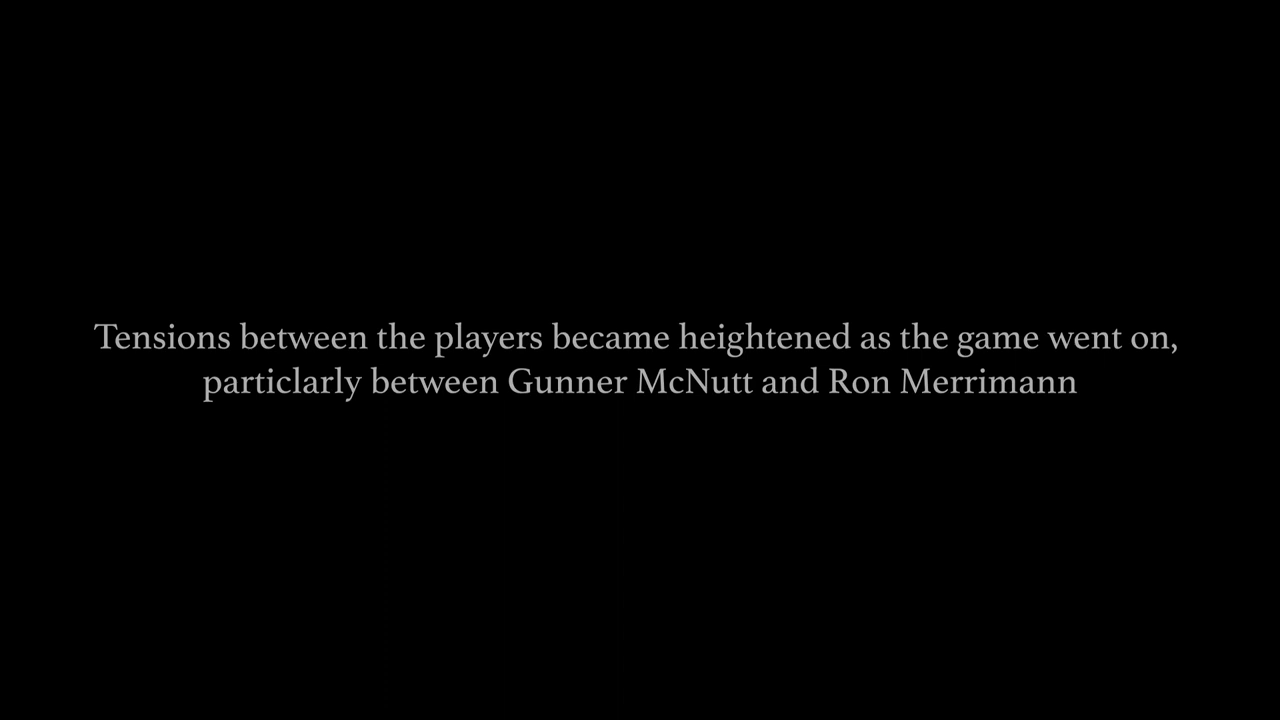 Tensions between the players became heightened as the game went on,
particlarly between Gunner McNutt and Ron Merrimann